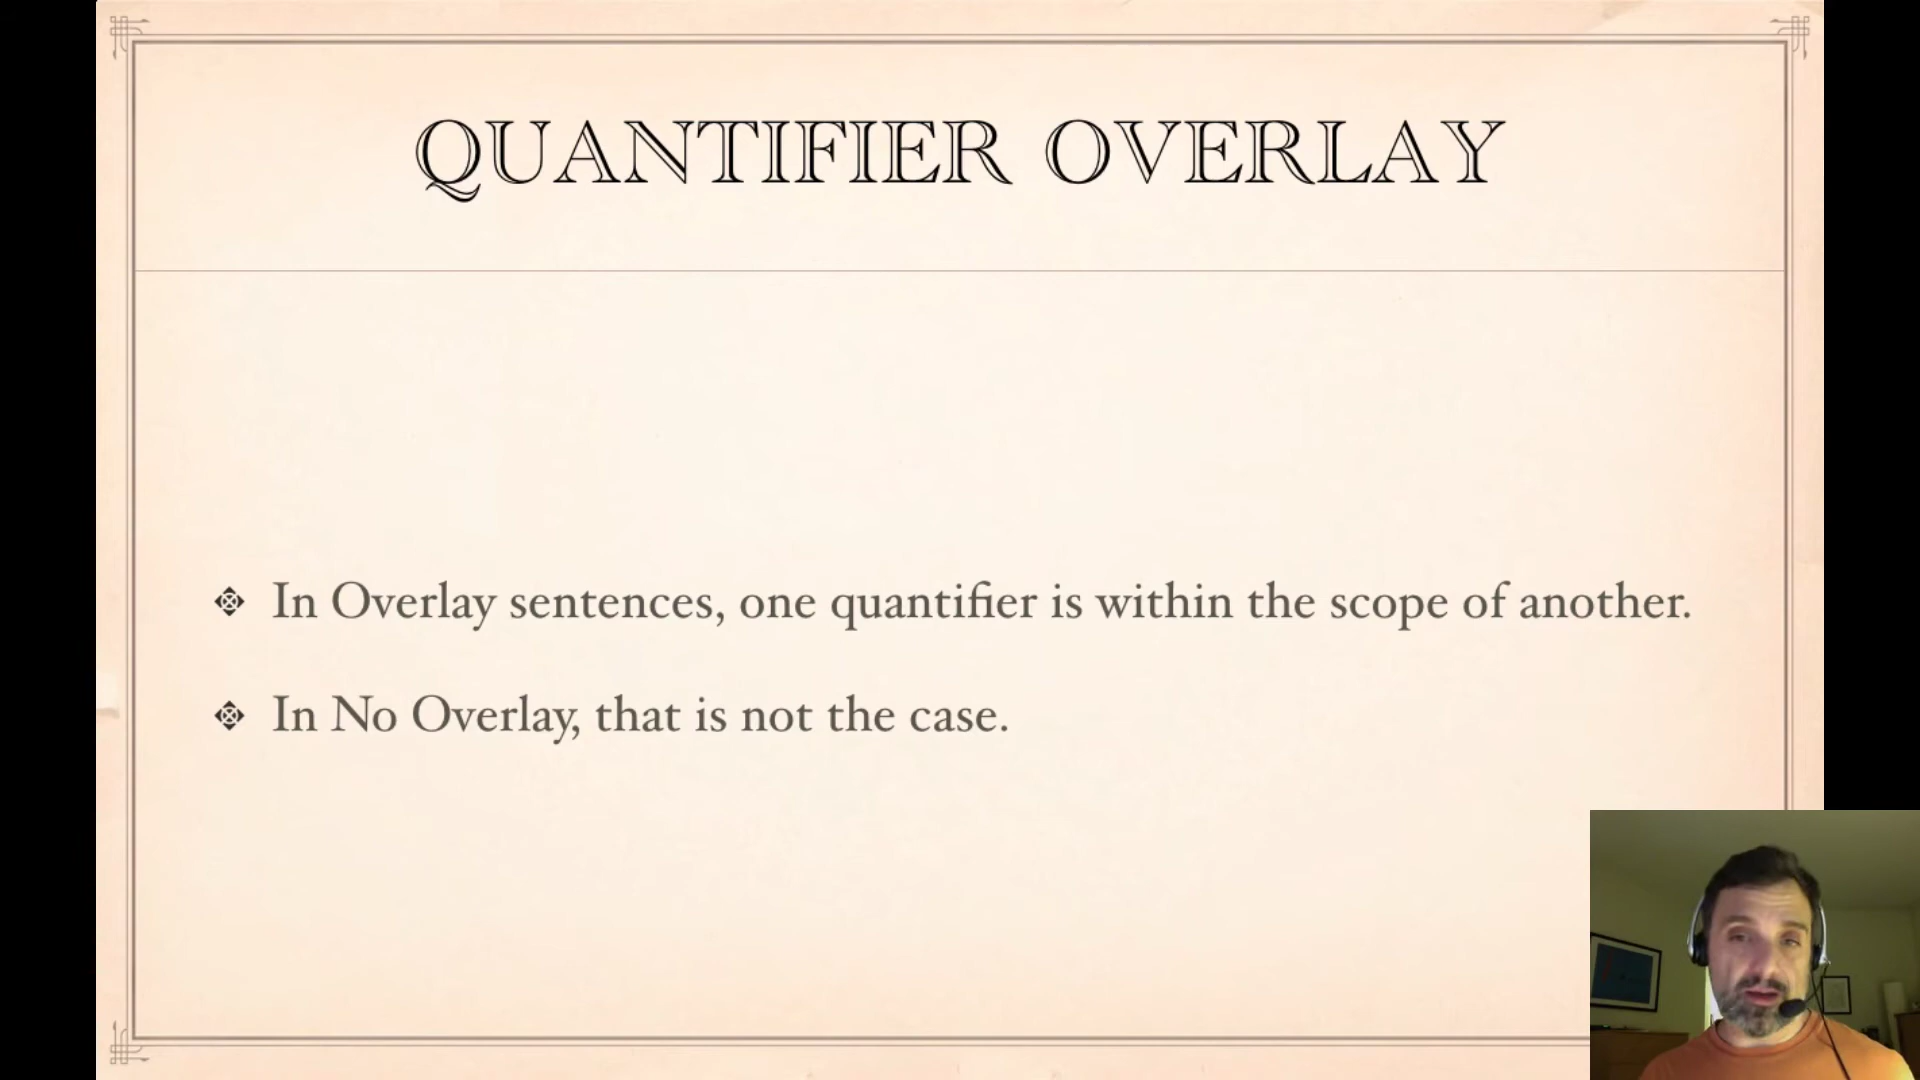 QUANTIFIER OVERLAY
In Overlay sentences, one quantifier is within the scope of another.
In No Overlay, that is not the case.